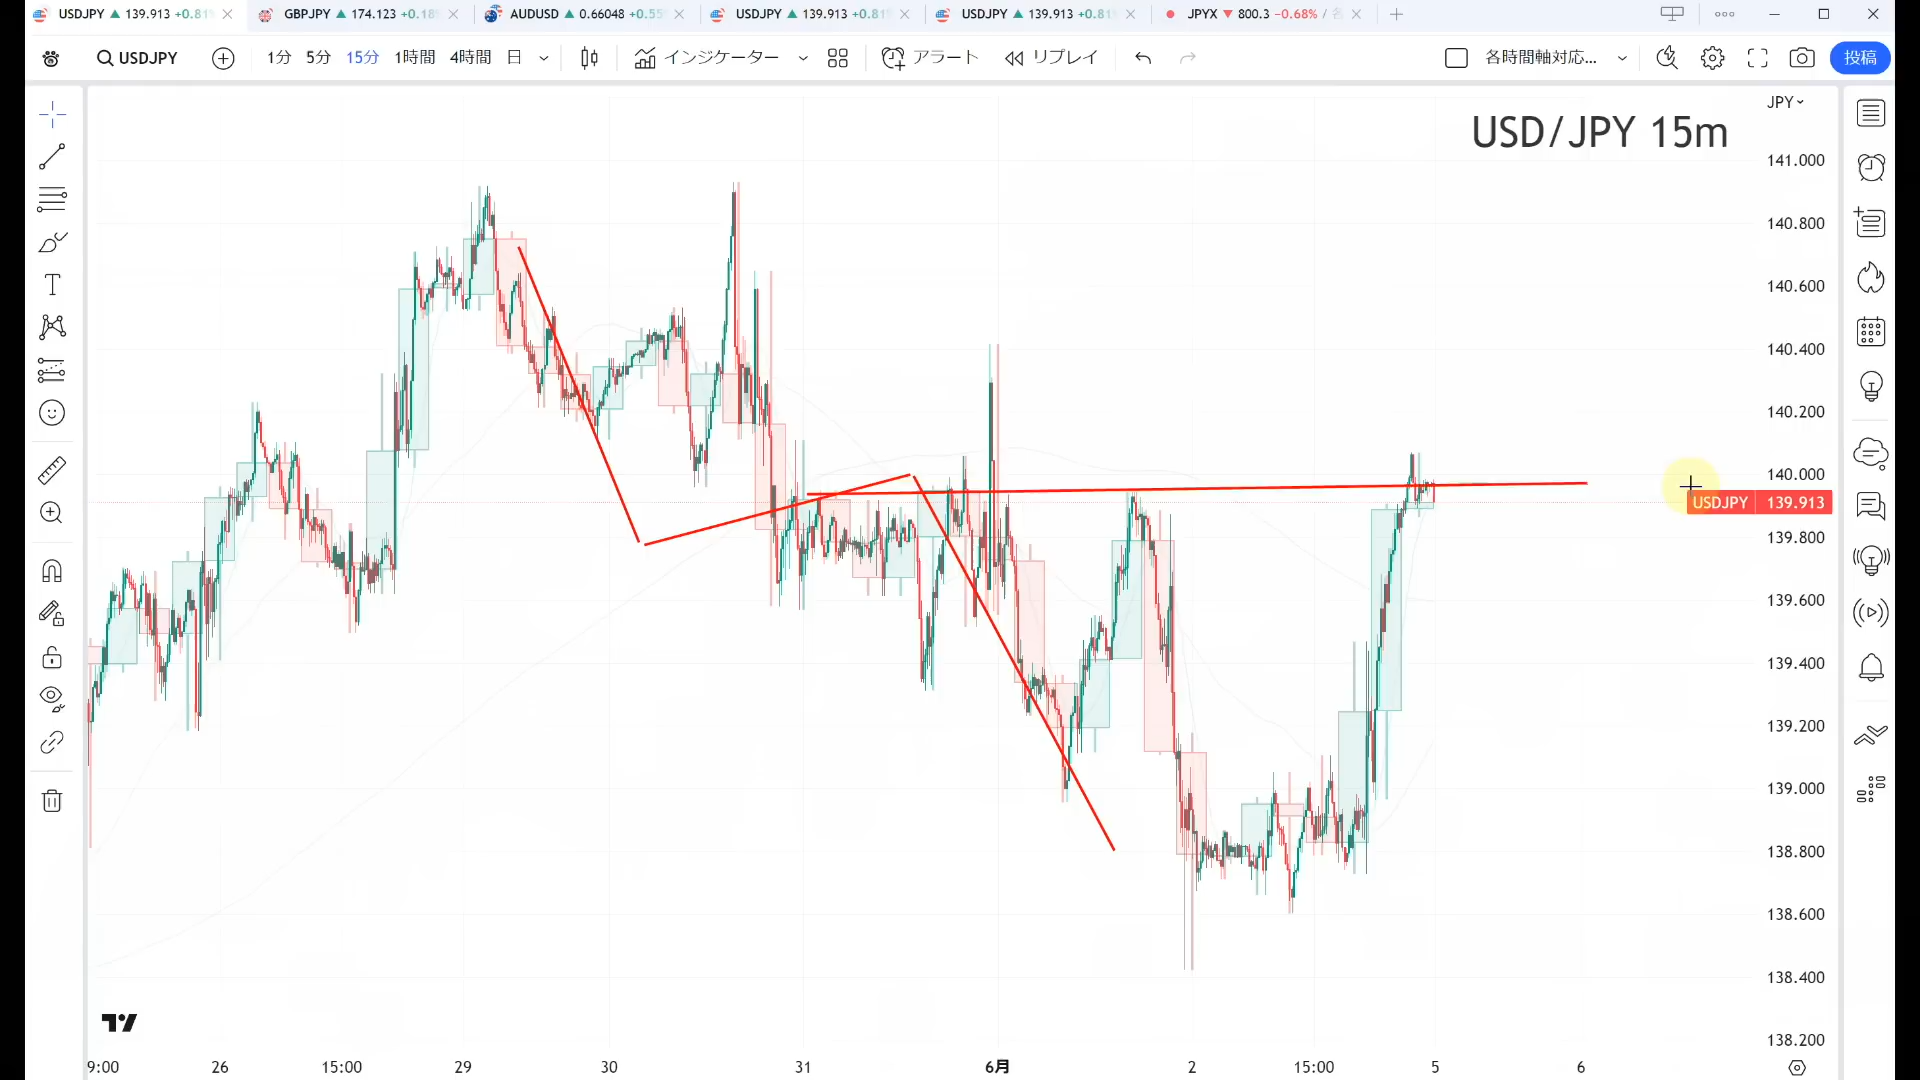 USDJPY ▲ 139.913 +0.81%
GBPJPY ▲ 174.123 +0.18%
AUDUSD ▲ 0.66048 +0.55%
USDJPY ▲ 139.913 +0.81%
USDJPY ▲ 139.913 +0.81%
JPYX ▼ 800.3 −0.68% / 各
USDJPY
1分 5分 15分 1時間 4時間 日
インジケーター
アラート
リプレイ
各時間軸対応...
投稿
JPY
USD/JPY 15m
141.000
140.800
140.600
140.400
140.200
140.000
USDJPY 139.913
139.800
139.600
139.400
139.200
139.000
138.800
138.600
138.400
138.200
9:00 26 15:00 29 30 31 6月 2 15:00 5 6